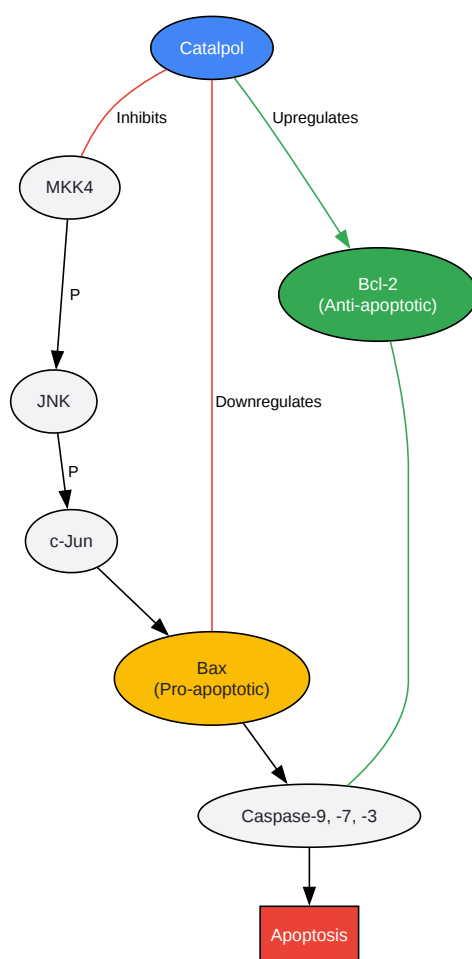 Catalpol
Inhibits
Upregulates
MKK4
Bcl-2
(Anti-apoptotic)
P
JNK
Downregulates
P
c-Jun
Bax
(Pro-apoptotic)
Caspase-9, -7, -3
Apoptosis